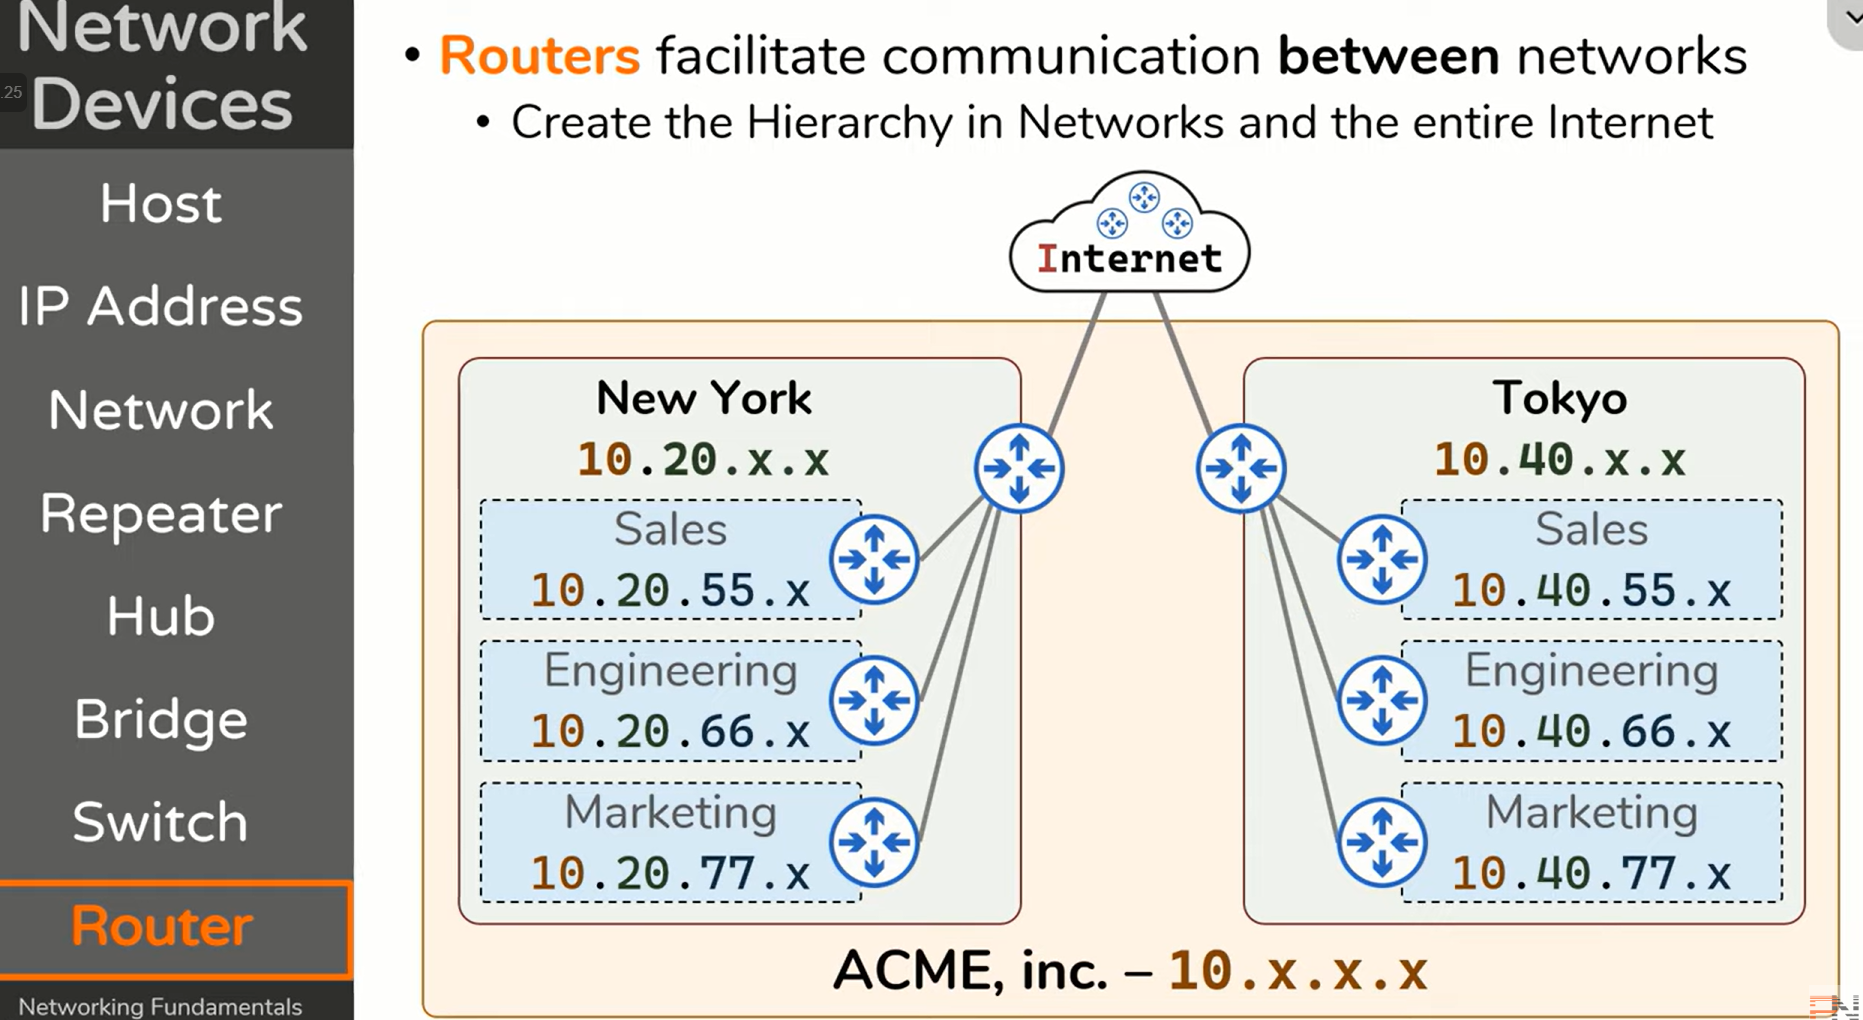 Network
Devices
.25
Host
IP Address
Network
Repeater
Hub
Bridge
Switch
Router
Networking Fundamentals
• Routers facilitate communication between networks
• Create the Hierarchy in Networks and the entire Internet
Internet
New York
10.20.x.x
Sales
10.20.55.x
Engineering
10.20.66.x
Marketing
10.20.77.x
Tokyo
10.40.x.x
Sales
10.40.55.x
Engineering
10.40.66.x
Marketing
10.40.77.x
ACME, inc. – 10.x.x.x